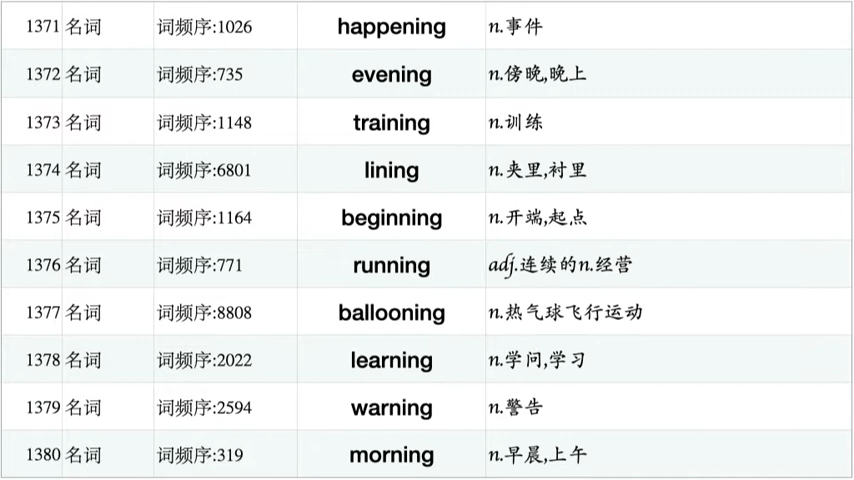 1371 名词 词频序:1026 happening n.事件
1372 名词 词频序:735 evening n.傍晚,晚上
1373 名词 词频序:1148 training n.训练
1374 名词 词频序:6801 lining n.夹里,衬里
1375 名词 词频序:1164 beginning n.开端,起点
1376 名词 词频序:771 running adj.连续的n.经营
1377 名词 词频序:8808 ballooning n.热气球飞行运动
1378 名词 词频序:2022 learning n.学问,学习
1379 名词 词频序:2594 warning n.警告
1380 名词 词频序:319 morning n.早晨,上午